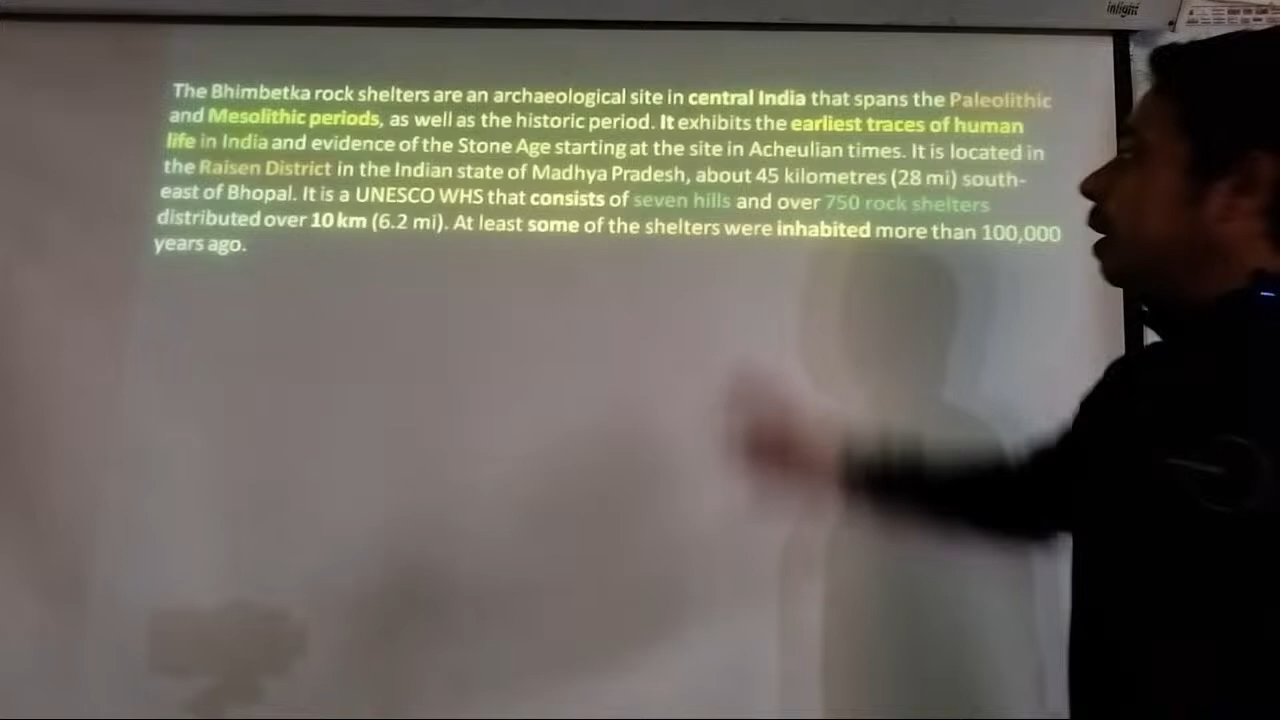 inlight
The Bhimbetka rock shelters are an archaeological site in central India that spans the Paleolithic
and Mesolithic periods, as well as the historic period. It exhibits the earliest traces of human
life in India and evidence of the Stone Age starting at the site in Acheulian times. It is located in
the Raisen District in the Indian state of Madhya Pradesh, about 45 kilometres (28 mi) south-
east of Bhopal. It is a UNESCO WHS that consists of seven hills and over 750 rock shelters
distributed over 10 km (6.2 mi). At least some of the shelters were inhabited more than 100,000
years ago.